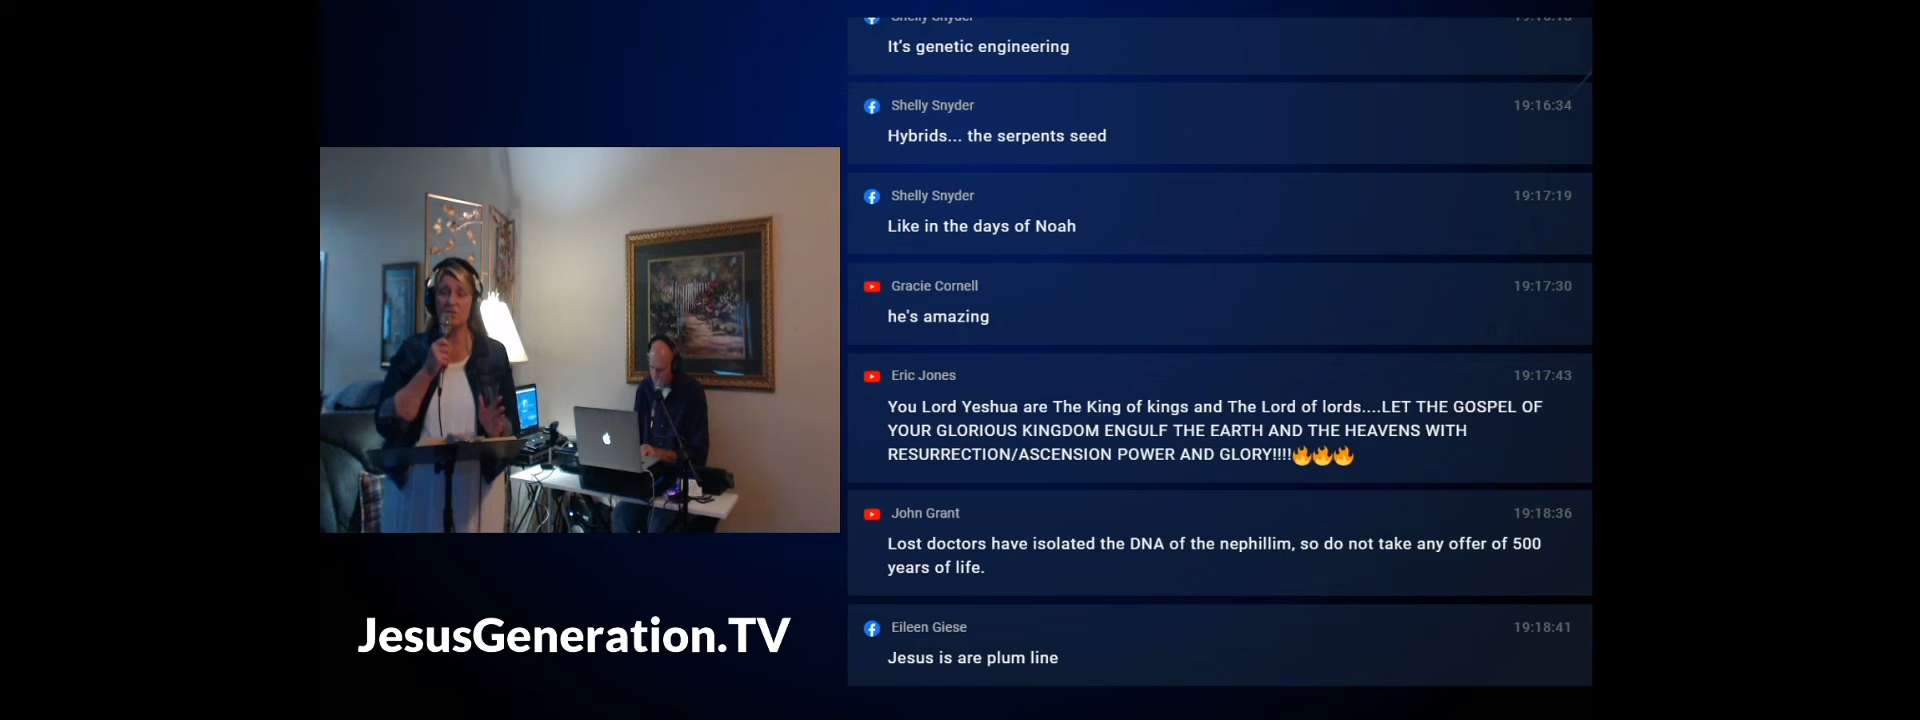 Shelly Snyder
It's genetic engineering
Shelly Snyder 19:16:34
Hybrids... the serpents seed
Shelly Snyder 19:17:19
Like in the days of Noah
Gracie Cornell 19:17:30
he's amazing
Eric Jones 19:17:43
You Lord Yeshua are The King of kings and The Lord of lords....LET THE GOSPEL OF
YOUR GLORIOUS KINGDOM ENGULF THE EARTH AND THE HEAVENS WITH
RESURRECTION/ASCENSION POWER AND GLORY!!!!🔥🔥🔥
John Grant 19:18:36
Lost doctors have isolated the DNA of the nephillim, so do not take any offer of 500
years of life.
Eileen Giese 19:18:41
Jesus is are plum line
JesusGeneration.TV